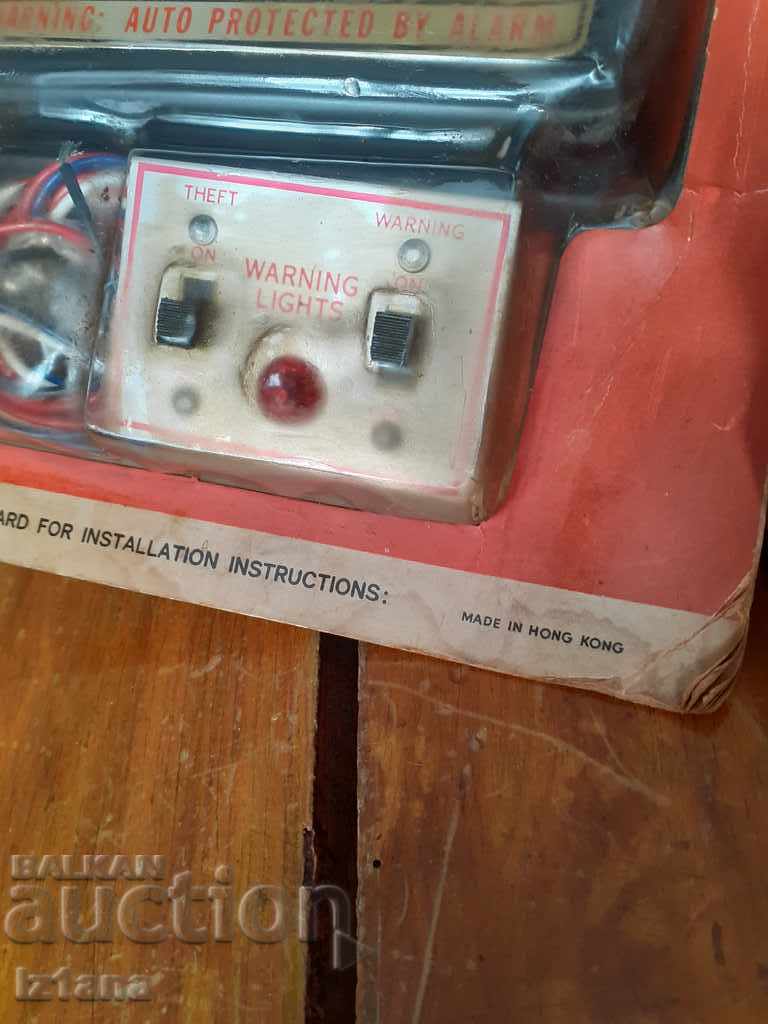 WARNING: AUTO PROTECTED BY ALARM
THEFT
WARNING
ON
ON
WARNING
LIGHTS
ARD FOR INSTALLATION INSTRUCTIONS:
MADE IN HONG KONG
BALKAN
auction
Iztana